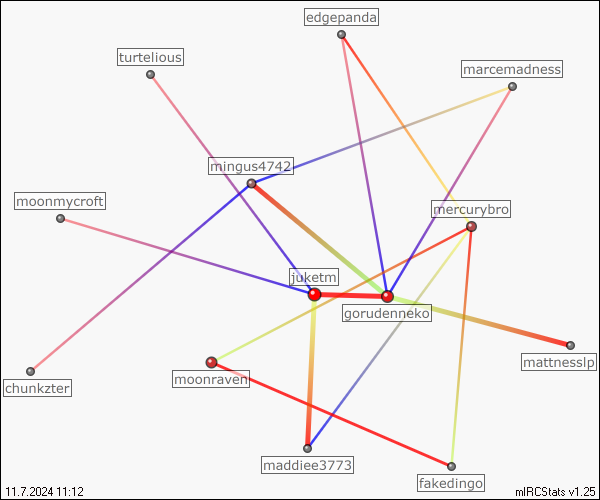 edgepanda
turtelious
marcemadness
mingus4742
moonmycroft
mercurybro
juketm
gorudenneko
mattnesslp
moonraven
chunkzter
maddiee3773
fakedingo
11.7.2024 11:12
mIRCStats v1.25